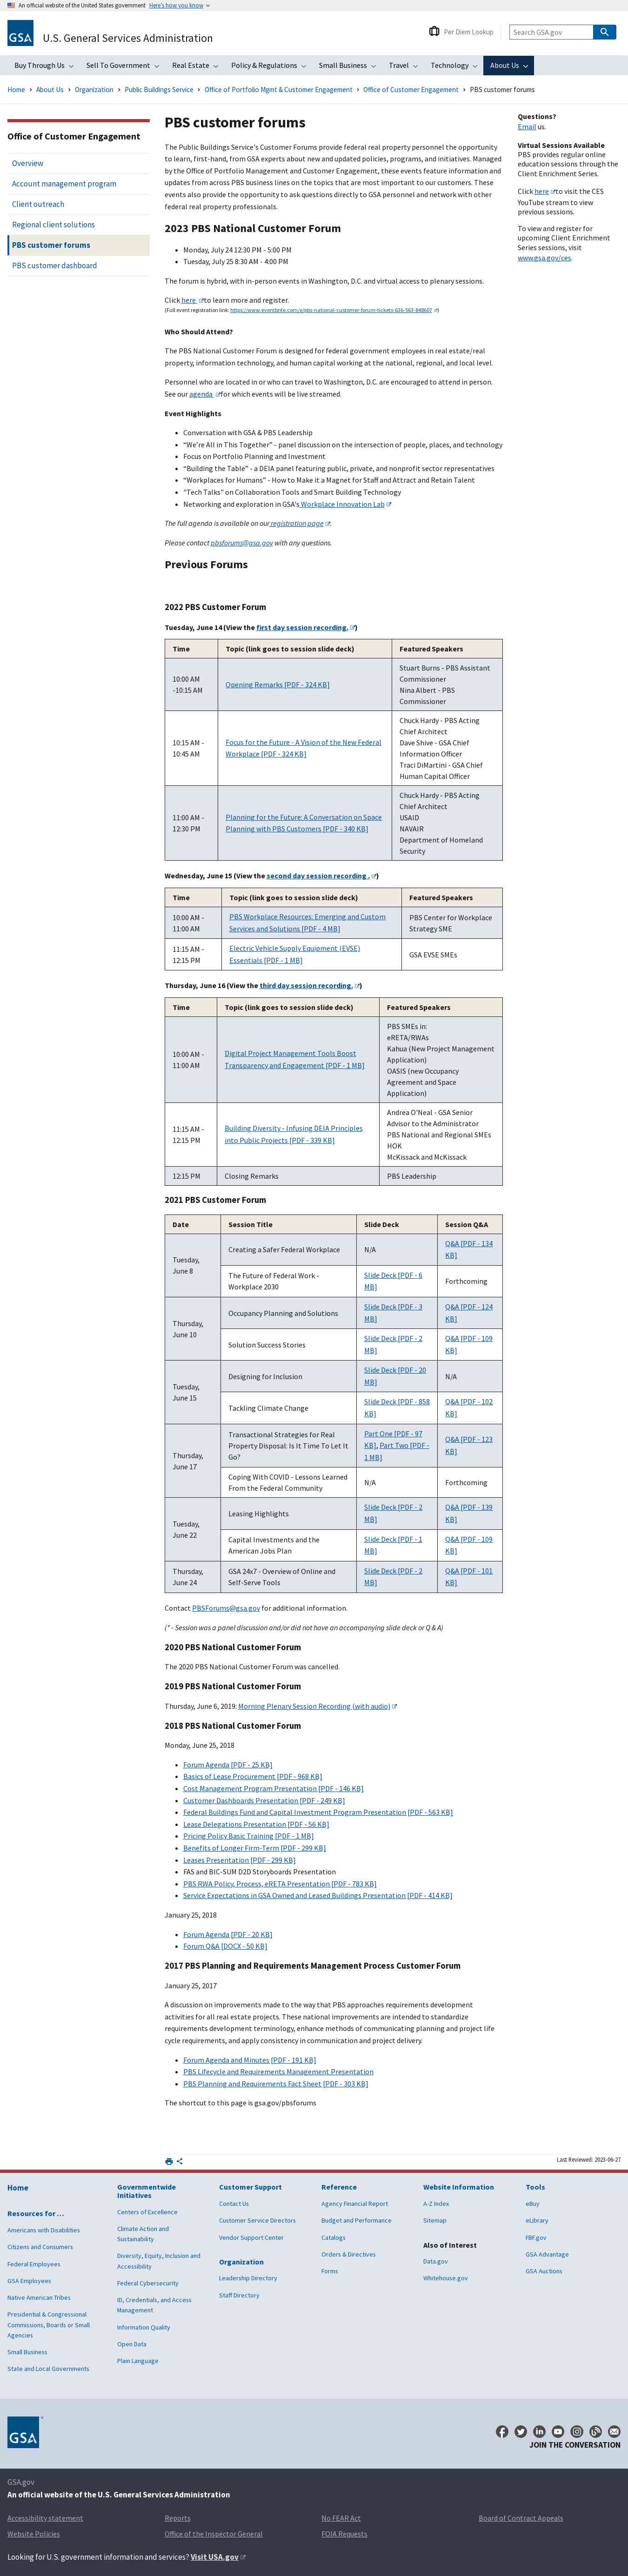 An official website of the United States government Here's how you know
GSA
U.S. General Services Administration
Per Diem Lookup
Search GSA.gov
Buy Through Us
Sell To Government
Real Estate
Policy & Regulations
Small Business
Travel
Technology
About Us
Home › About Us › Organization › Public Buildings Service › Office of Portfolio Mgmt & Customer Engagement › Office of Customer Engagement › PBS customer forums
Office of Customer Engagement
Overview
Account management program
Client outreach
Regional client solutions
PBS customer forums
PBS customer dashboard
PBS customer forums
The Public Building Service's Customer Forums provide people whose federal real property the opportunity
to learn, first-hand, from GSA experts about new and updated policies, programs, and initiatives. Members of
the Office of Portfolio Management and Customer Engagement host these events and invite experts from the
various PBS business lines on the topics that are most important to our customers. These events also provide
the opportunity to ask questions directly to GSA personnel and connect with other federal space users and
federal real property professionals.
2023 PBS National Customer Forum
• Monday, July 24 12:30 PM - 5:00 PM
• Tuesday, July 25 8:30 AM - 4:00 PM
The forum is hybrid, with in-person events in Washington, D.C. and virtual access to plenary sessions.
Click here to learn more and register.
(Full event registration link: https://www.eventbrite.com/e/pbs-national-customer-forum-tickets-636-563-848607 )
Who Should Attend?
The PBS National Customer Forum is designed for federal government employees in real estate/real
property, information technology, and human capital working at the national, regional, and local level.
Personnel who are located in or who can travel to Washington, D.C. are encouraged to attend in person.
See our agenda for which events will be live streamed.
Event Highlights
• Conversation with GSA & PBS Leadership
• “We’re All in This Together” - panel discussion on the intersection of people, places, and technology
• Focus on Portfolio Planning and Investment
• “Building the Table” - a DEIA panel featuring public, private, and nonprofit sector representatives
• “Workplaces for Humans” - How to Make it a Magnet for Staff and Attract and Retain Talent
• "Tech Talks" on Collaboration Tools and Smart Building Technology
• Networking and exploration in GSA's Workplace Innovation Lab
The full agenda is available on our registration page.
Please contact pbsforums@gsa.gov with any questions.
Previous Forums
2022 PBS Customer Forum
Tuesday, June 14 (View the first day session recording. )
Time Topic (link goes to session slide deck) Featured Speakers
10:00 AM -10:15 AM
Opening Remarks [PDF - 324 KB]
Stuart Burns - PBS Assistant Commissioner
Nina Albert - PBS Commissioner
10:15 AM - 10:45 AM
Focus for the Future - A Vision of the New Federal Workplace [PDF - 324 KB]
Chuck Hardy - PBS Acting Chief Architect
Dave Shive - GSA Chief Information Officer
Traci DiMartini - GSA Chief Human Capital Officer
11:00 AM - 12:30 PM
Planning for the Future: A Conversation on Space Planning with PBS Customers [PDF - 340 KB]
Chuck Hardy - PBS Acting Chief Architect
USAID
NAVAIR
Department of Homeland Security
Wednesday, June 15 (View the second day session recording . )
Time Topic (link goes to session slide deck) Featured Speakers
10:00 AM - 11:00 AM
PBS Workplace Resources: Emerging and Custom Services and Solutions [PDF - 4 MB]
PBS Center for Workplace Strategy SME
11:15 AM - 12:15 PM
Electric Vehicle Supply Equipment (EVSE) Essentials [PDF - 1 MB]
GSA EVSE SMEs
Thursday, June 16 (View the third day session recording. )
Time Topic (link goes to session slide deck) Featured Speakers
10:00 AM - 11:00 AM
Digital Project Management Tools Boost Transparency and Engagement [PDF - 1 MB]
PBS SMEs in:
eRETA/RWAs
Kahua (New Project Management Application)
OASIS (new Occupancy Agreement and Space Application)
11:15 AM - 12:15 PM
Building Diversity - Infusing DEIA Principles into Public Projects [PDF - 339 KB]
Andrea O'Neal - GSA Senior Advisor to the Administrator
PBS National and Regional SMEs
HOK
McKissack and McKissack
12:15 PM Closing Remarks PBS Leadership
2021 PBS Customer Forum
Date Session Title Slide Deck Session Q&A
Tuesday, June 8
Creating a Safer Federal Workplace N/A Q&A [PDF - 134 KB]
The Future of Federal Work - Workplace 2030 Slide Deck [PDF - 6 MB] Forthcoming
Thursday, June 10
Occupancy Planning and Solutions Slide Deck [PDF - 3 MB] Q&A [PDF - 124 KB]
Solution Success Stories Slide Deck [PDF - 2 MB] Q&A [PDF - 109 KB]
Tuesday, June 15
Designing for Inclusion Slide Deck [PDF - 20 MB] N/A
Tackling Climate Change Slide Deck [PDF - 858 KB] Q&A [PDF - 102 KB]
Thursday, June 17
Transactional Strategies for Real Property Disposal: Is It Time To Let It Go? Part One [PDF - 97 KB], Part Two [PDF - 1 MB] Q&A [PDF - 123 KB]
Coping With COVID - Lessons Learned From the Federal Community N/A Forthcoming
Tuesday, June 22
Leasing Highlights Slide Deck [PDF - 2 MB] Q&A [PDF - 139 KB]
Capital Investments and the American Jobs Plan Slide Deck [PDF - 1 MB] Q&A [PDF - 109 KB]
Thursday, June 24
GSA 24x7 - Overview of Online and Self-Serve Tools Slide Deck [PDF - 2 MB] Q&A [PDF - 101 KB]
Contact PBSForums@gsa.gov for additional information.
(* - Session was a panel discussion and/or did not have an accompanying slide deck or Q & A)
2020 PBS National Customer Forum
The 2020 PBS National Customer Forum was cancelled.
2019 PBS National Customer Forum
Thursday, June 6, 2019: Morning Plenary Session Recording (with audio)
2018 PBS National Customer Forum
Monday, June 25, 2018
• Forum Agenda [PDF - 25 KB]
• Basics of Lease Procurement [PDF - 968 KB]
• Cost Management Program Presentation [PDF - 146 KB]
• Customer Dashboards Presentation [PDF - 249 KB]
• Federal Buildings Fund and Capital Investment Program Presentation [PDF - 563 KB]
• Lease Delegations Presentation [PDF - 56 KB]
• Pricing Policy Basic Training [PDF - 1 MB]
• Benefits of Longer Firm-Term [PDF - 299 KB]
• Leases Presentation [PDF - 299 KB]
• FAS and BIC-SUM D2D Storyboards Presentation
• PBS RWA Policy, Process, eRETA Presentation [PDF - 783 KB]
• Service Expectations in GSA Owned and Leased Buildings Presentation [PDF - 414 KB]
January 25, 2018
• Forum Agenda [PDF - 20 KB]
• Forum Q&A [DOCX - 50 KB]
2017 PBS Planning and Requirements Management Process Customer Forum
January 25, 2017
A discussion on improvements made to the way that PBS approaches requirements development
activities for all real estate projects. These new national initiatives are meant to standardize
requirements development terminology, enhance methods of communicating planning and project life
cycle requirements, and apply consistency in communication and project delivery.
• Forum Agenda and Minutes [PDF - 191 KB]
• PBS Lifecycle and Requirements Management Presentation
• PBS Planning and Requirements Fact Sheet [PDF - 303 KB]
The shortcut to this page is gsa.gov/pbsforums
Questions?
Email us.
Virtual Sessions Available
PBS provides regular online
education sessions through the
Client Enrichment Series.
Click here to visit the CES
YouTube stream to view
previous sessions.
To view and register for
upcoming Client Enrichment
Series sessions, visit
www.gsa.gov/ces.
Last Reviewed: 2023-06-27
Home
Resources for …
Americans with Disabilities
Citizens and Consumers
Federal Employees
GSA Employees
Native American Tribes
Presidential & Congressional
Commissions, Boards or Small
Agencies
Small Business
State and Local Governments
Governmentwide
Initiatives
Centers of Excellence
Climate Action and
Sustainability
Diversity, Equity, Inclusion and
Accessibility
Federal Cybersecurity
ID, Credentials, and Access
Management
Information Quality
Open Data
Plain Language
Customer Support
Contact Us
Customer Service Directors
Vendor Support Center
Organization
Leadership Directory
Staff Directory
Reference
Agency Financial Report
Budget and Performance
Catalogs
Orders & Directives
Forms
Website Information
A-Z Index
Sitemap
Also of Interest
Data.gov
Whitehouse.gov
Tools
eBuy
eLibrary
FBF.gov
GSA Advantage
GSA Auctions
GSA
JOIN THE CONVERSATION
GSA.gov
An official website of the U.S. General Services Administration
Accessibility statement
Reports
No FEAR Act
Board of Contract Appeals
Website Policies
Office of the Inspector General
FOIA Requests
Looking for U.S. government information and services? Visit USA.gov